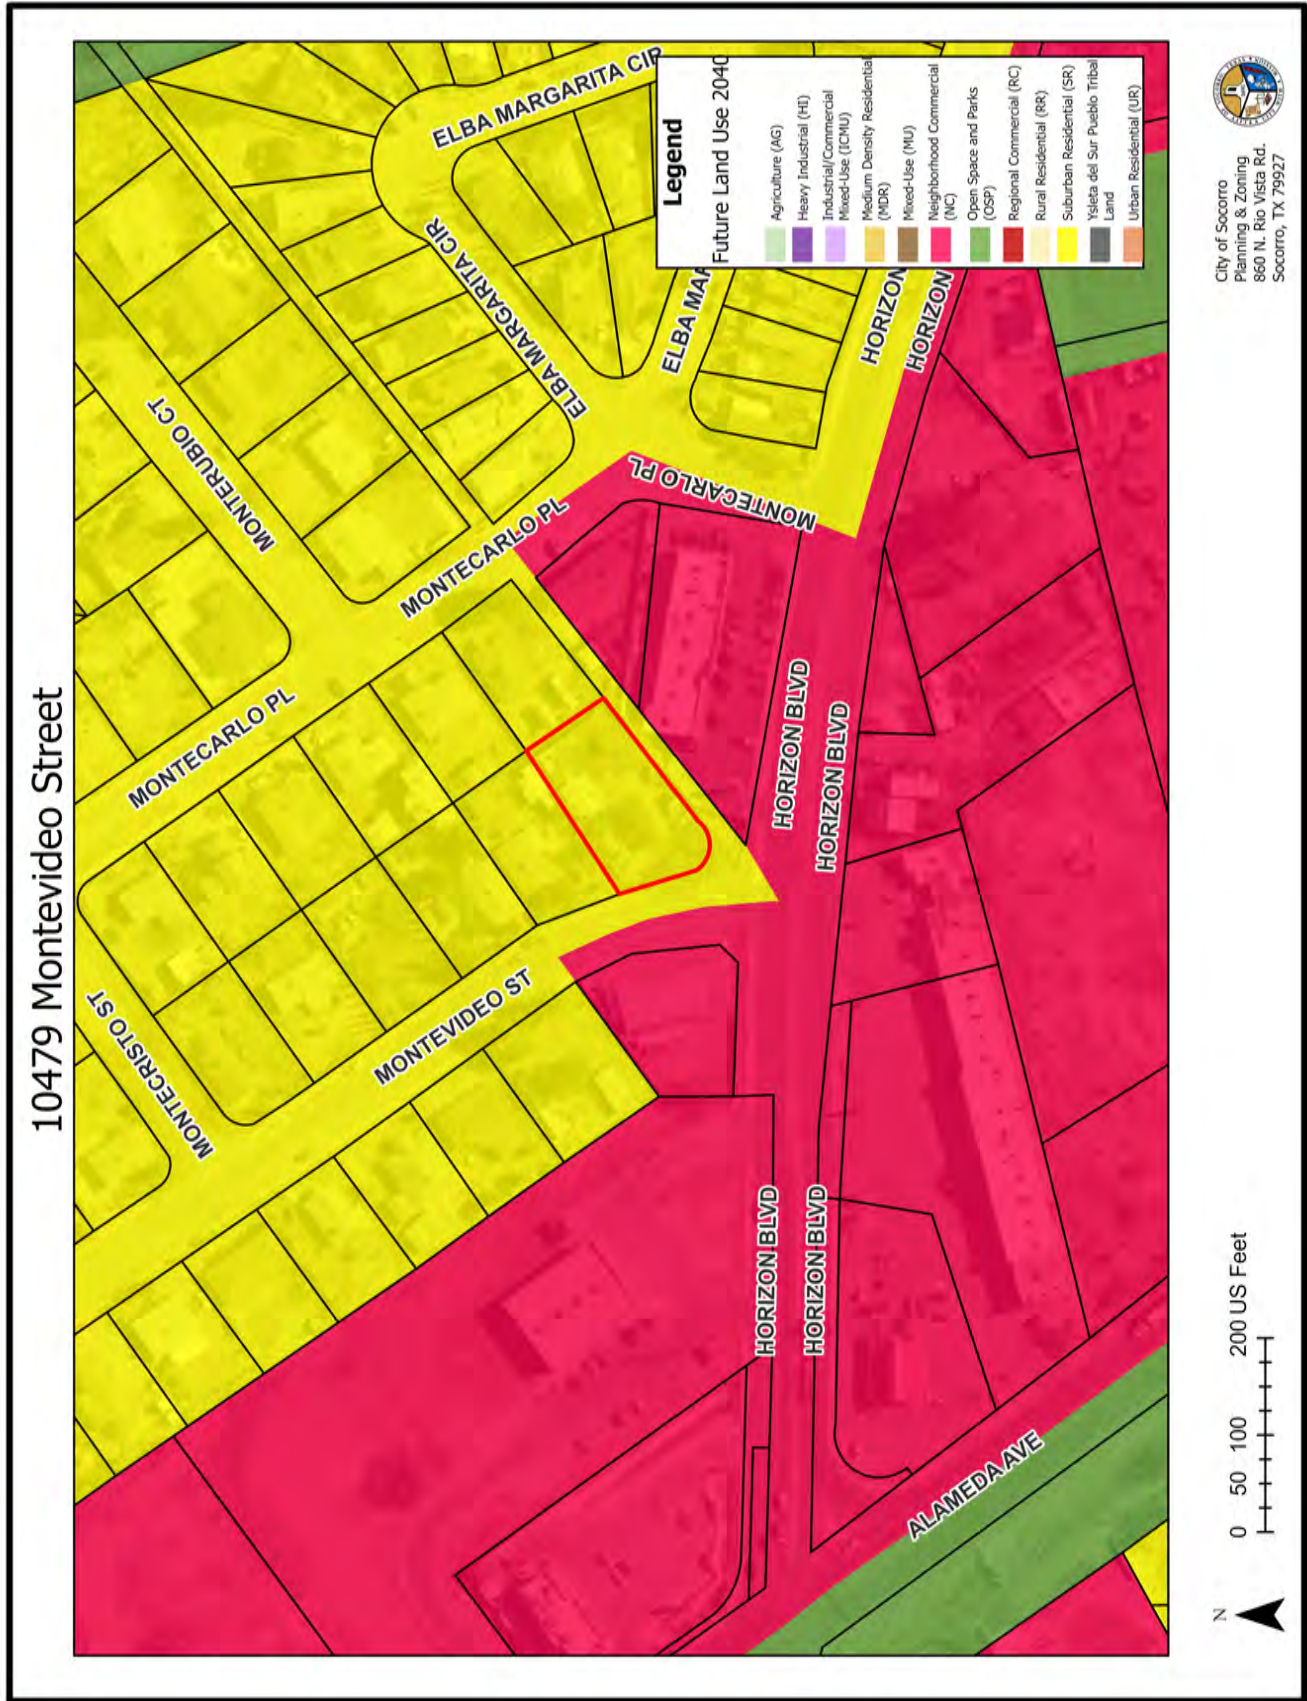 10479 Montevideo Street
MONTECARLO PL
MONTERUBIO CT
MONTECRISTO ST
MONTEVIDEO ST
MONTECARLO PL
MONTECARLO PL
ELBA MARGARITA CIR
ELBA MARGARITA CIR
ELBA
ELBA MAR
HORIZON
HORIZON
HORIZON BLVD
HORIZON BLVD
HORIZON BLVD
HORIZON BLVD
ALAMEDA AVE
Legend
Future Land Use 2040
Agriculture (AG)
Heavy Industrial (HI)
Industrial/Commercial
Mixed-Use (ICMU)
Medium Density Residential
(MDR)
Mixed-Use (MU)
Neighborhood Commercial
(NC)
Open Space and Parks
(OSP)
Regional Commercial (RC)
Rural Residential (RR)
Suburban Residential (SR)
Ysleta del Sur Pueblo Tribal
Land
Urban Residential (UR)
N
0 50 100 200 US Feet
City of Socorro
Planning & Zoning
860 N. Rio Vista Rd.
Socorro, TX 79927